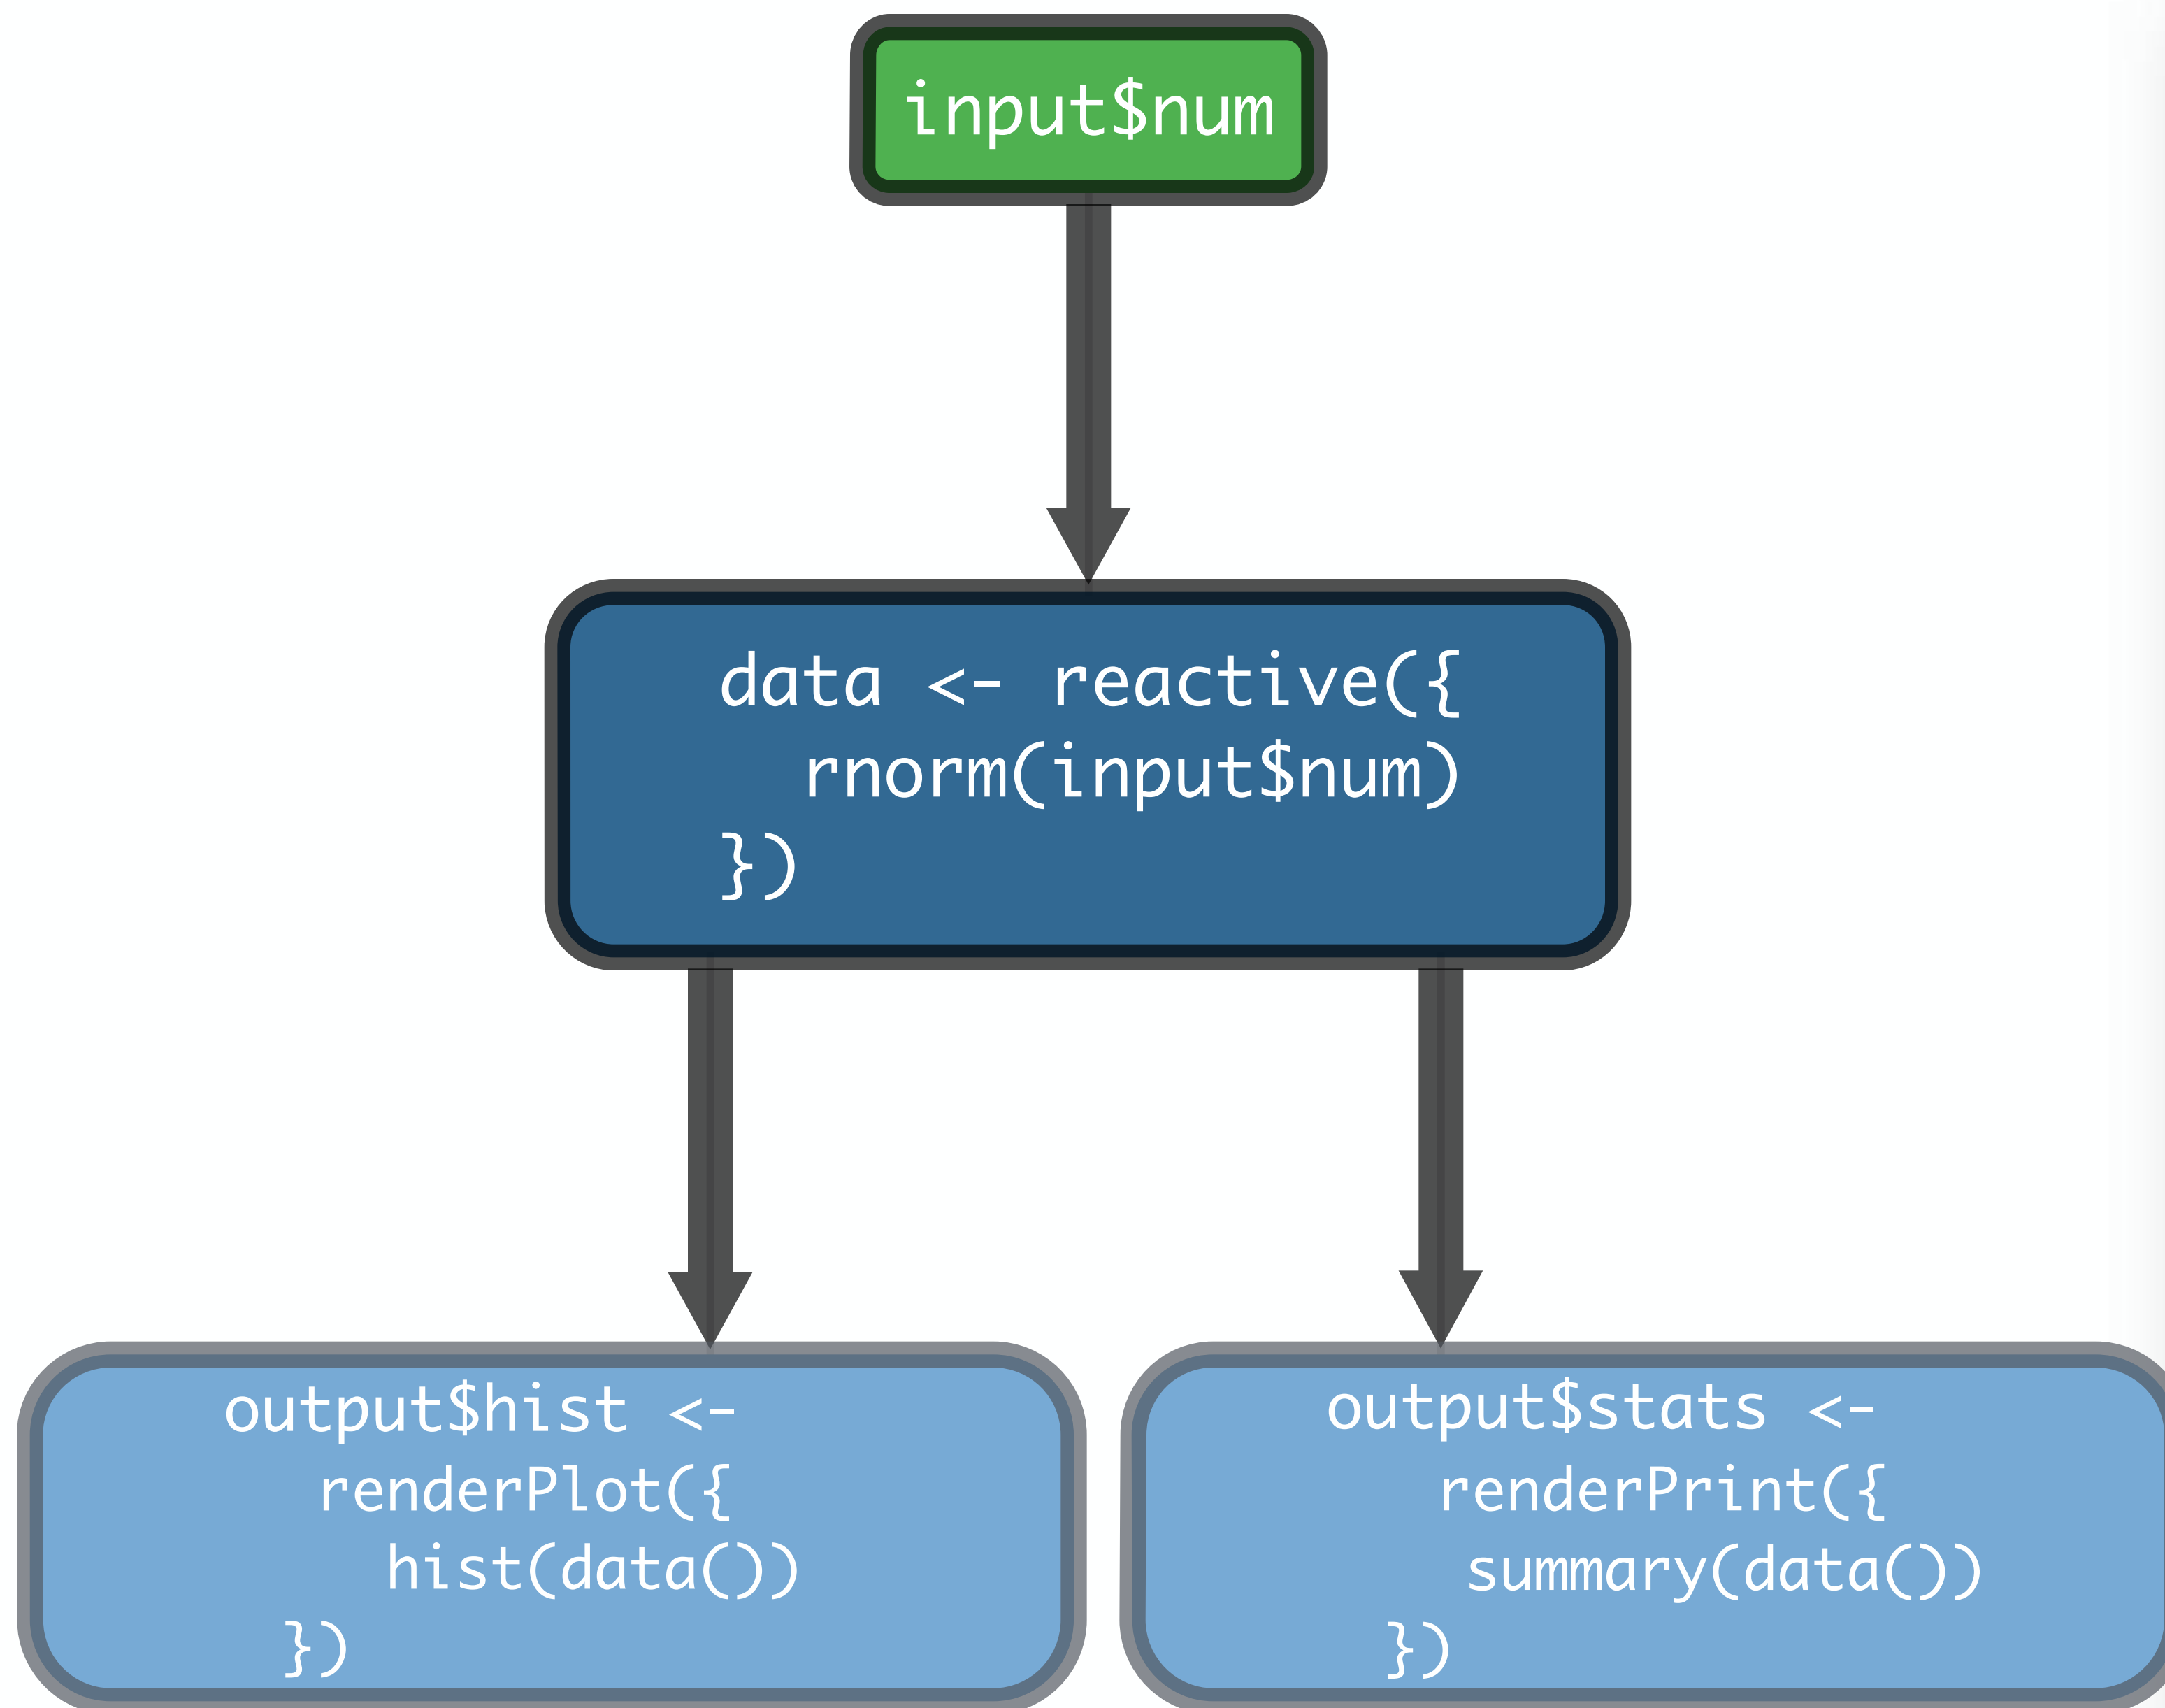 input$num
data <- reactive({
rnorm(input$num)
})
output$hist <-
renderPlot({
hist(data())
})
output$stats <-
renderPrint({
summary(data())
})